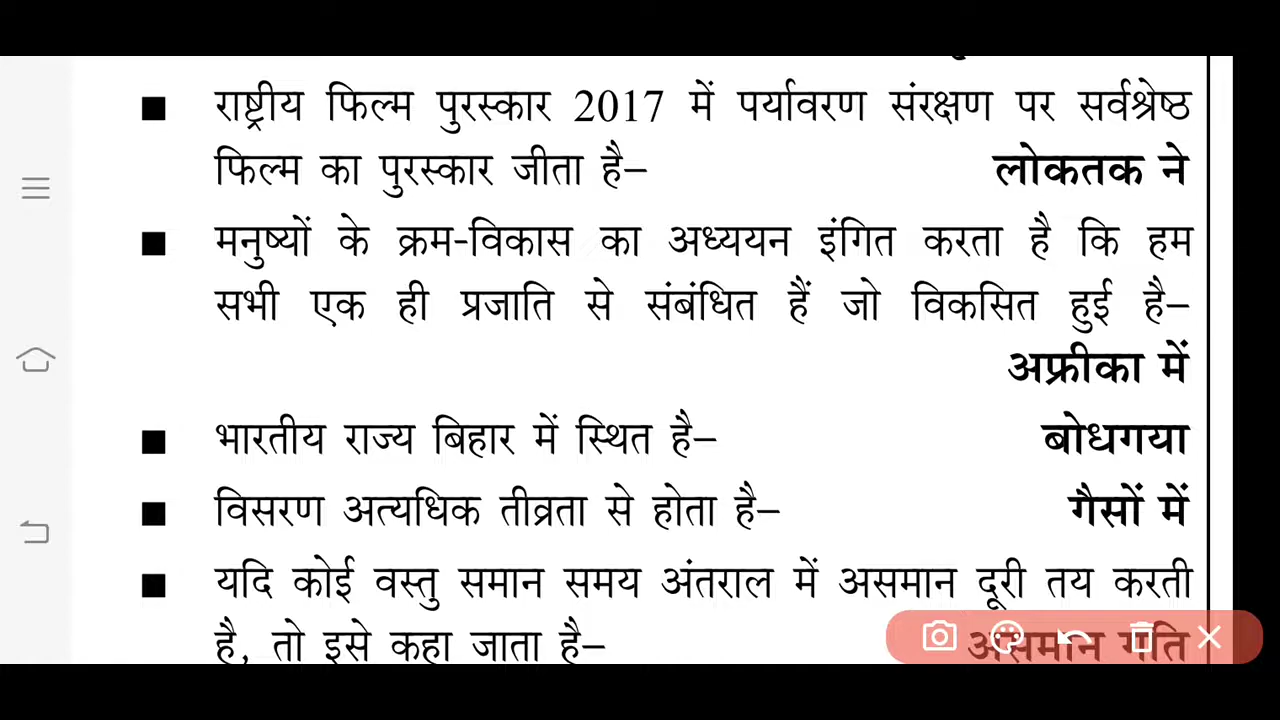 ■ राष्ट्रीय फिल्म पुरस्कार 2017 में पर्यावरण संरक्षण पर सर्वश्रेष्ठ
फिल्म का पुरस्कार जीता है– लोकतक ने
■ मनुष्यों के क्रम-विकास का अध्ययन इंगित करता है कि हम
सभी एक ही प्रजाति से संबंधित हैं जो विकसित हुई है–
अफ्रीका में
■ भारतीय राज्य बिहार में स्थित है– बोधगया
■ विसरण अत्यधिक तीव्रता से होता है– गैसों में
■ यदि कोई वस्तु समान समय अंतराल में असमान दूरी तय करती
है, तो इसे कहा जाता है– असमान गति